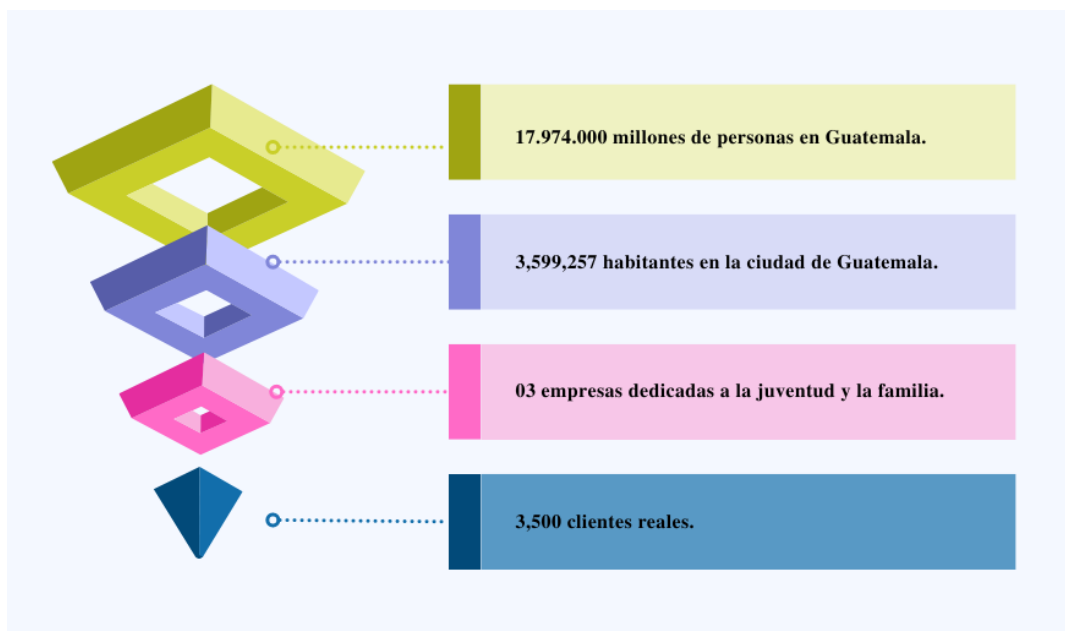 17.974.000 millones de personas en Guatemala.
3,599,257 habitantes en la ciudad de Guatemala.
03 empresas dedicadas a la juventud y la familia.
3,500 clientes reales.